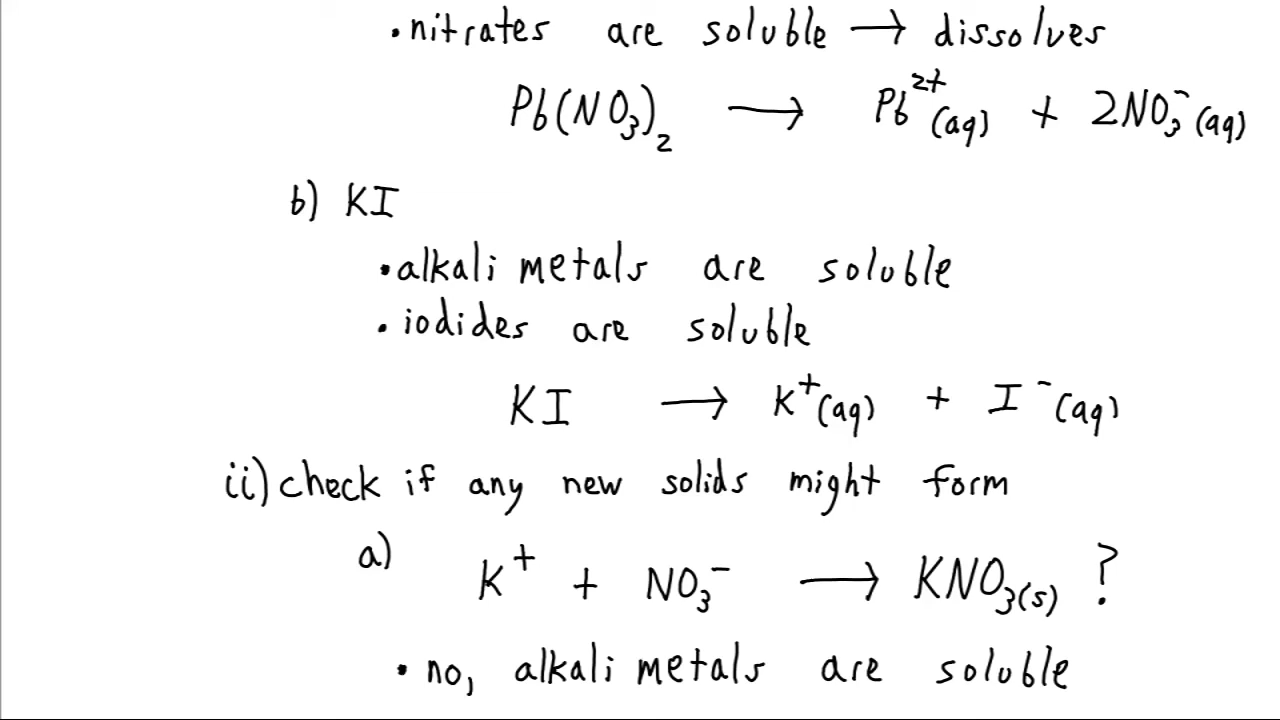 •nitrates are soluble → dissolves
Pb(NO₃)₂ → Pb²⁺(aq) + 2NO₃⁻(aq)
b) KI
•alkali metals are soluble
•iodides are soluble
KI → K⁺(aq) + I⁻(aq)
ii) check if any new solids might form
a) K⁺ + NO₃⁻ → KNO₃(s) ?
•no, alkali metals are soluble